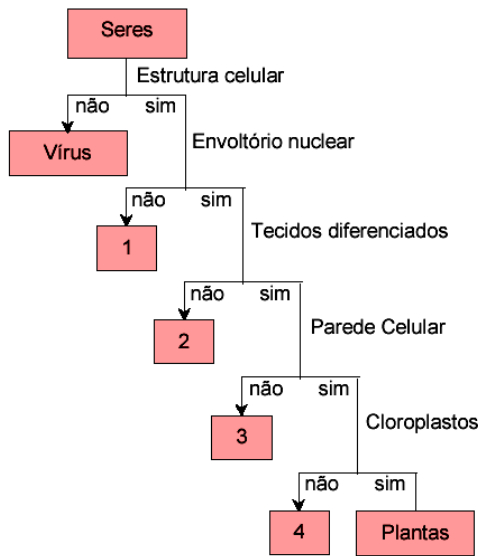 Seres
Estrutura celular
não sim
Vírus
Envoltório nuclear
não sim
1
Tecidos diferenciados
não sim
2
Parede Celular
não sim
3
Cloroplastos
não sim
4
Plantas